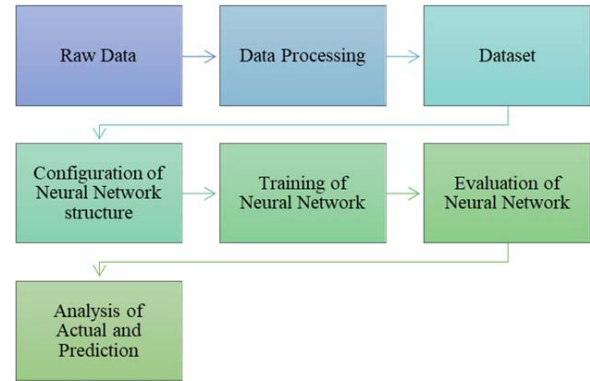 Raw Data
Data Processing
Dataset
Configuration of
Neural Network
structure
Training of
Neural Network
Evaluation of
Neural Network
Analysis of
Actual and
Prediction